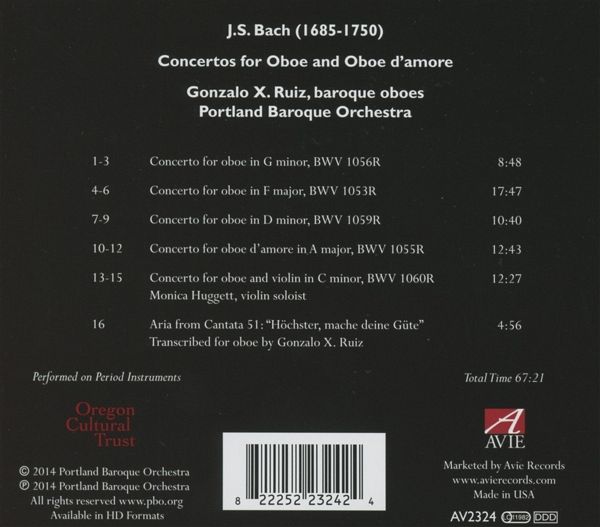 J.S. Bach (1685-1750)
Concertos for Oboe and Oboe d'amore
Gonzalo X. Ruiz, baroque oboes
Portland Baroque Orchestra
1-3 Concerto for oboe in G minor, BWV 1056R 8:48
4-6 Concerto for oboe in F major, BWV 1053R 17:47
7-9 Concerto for oboe in D minor, BWV 1059R 10:40
10-12 Concerto for oboe d'amore in A major, BWV 1055R 12:43
13-15 Concerto for oboe and violin in C minor, BWV 1060R 12:27
Monica Huggett, violin soloist
16 Aria from Cantata 51: "Höchster, mache deine Güte" 4:56
Transcribed for oboe by Gonzalo X. Ruiz
Performed on Period Instruments
Total Time 67:21
Oregon
Cultural
Trust
A
AVIE
© 2014 Portland Baroque Orchestra
℗ 2014 Portland Baroque Orchestra
All rights reserved www.pbo.org
Available in HD Formats
8 22252 23242 4
Marketed by Avie Records
www.avierecords.com
Made in USA
AV2324 DDD